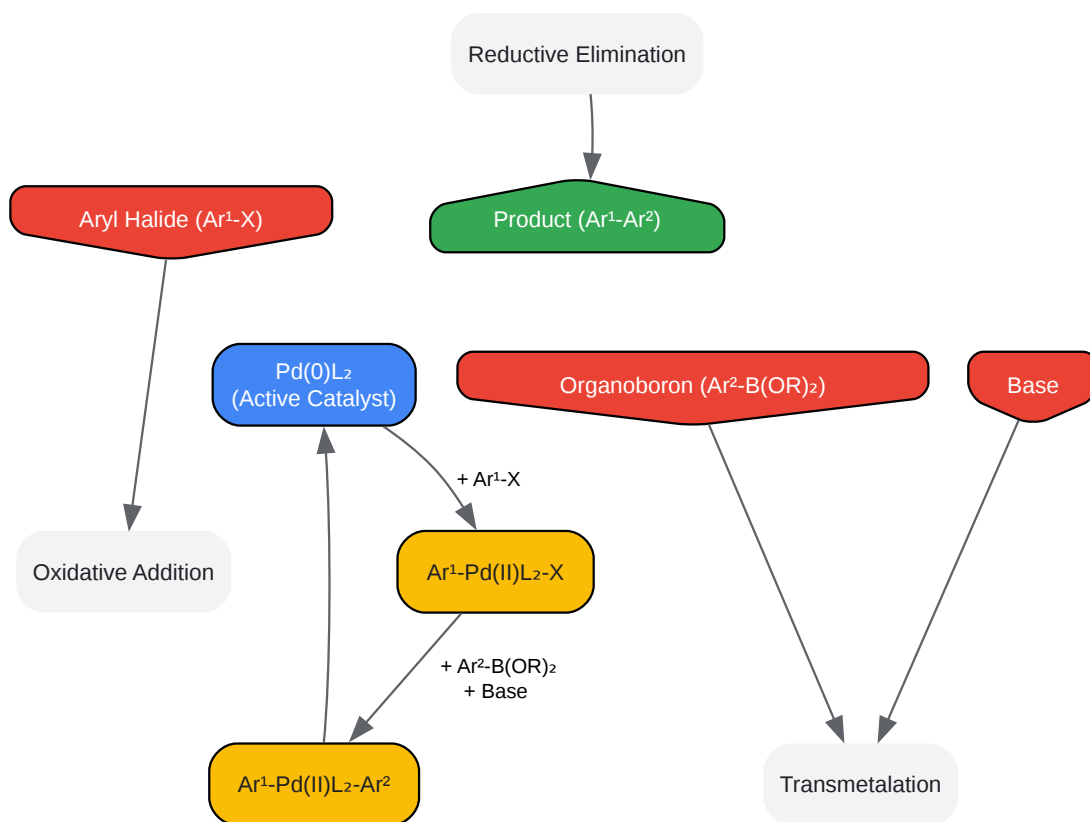 Reductive Elimination
Aryl Halide (Ar¹-X)
Product (Ar¹-Ar²)
Pd(0)L₂
(Active Catalyst)
Organoboron (Ar²-B(OR)₂)
Base
+ Ar¹-X
Oxidative Addition
Ar¹-Pd(II)L₂-X
+ Ar²-B(OR)₂
+ Base
Ar¹-Pd(II)L₂-Ar²
Transmetalation